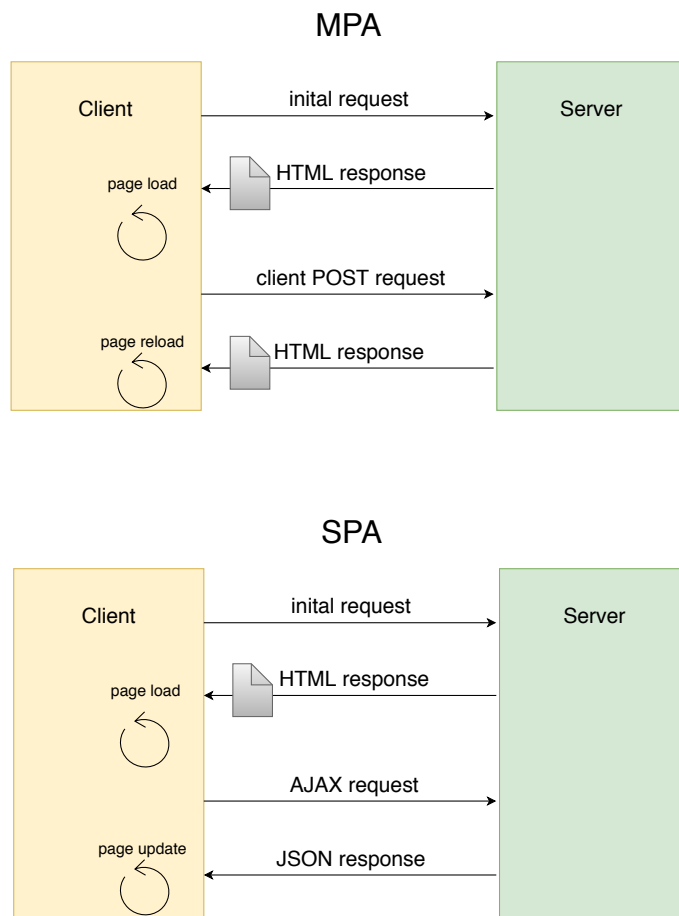 MPA
Client
inital request
Server
HTML response
page load
client POST request
page reload
HTML response
SPA
Client
inital request
Server
HTML response
page load
AJAX request
page update
JSON response